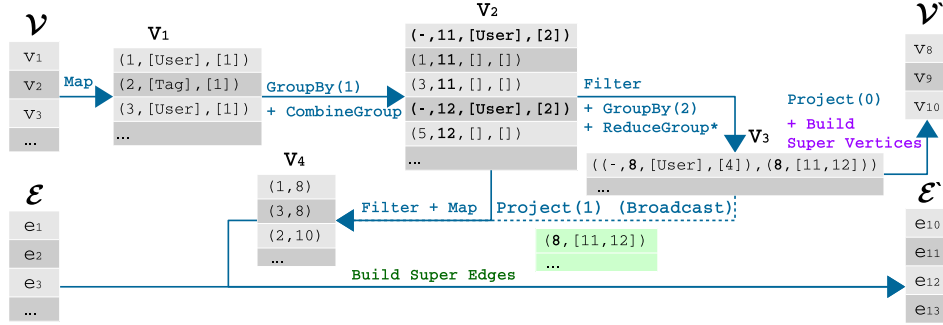 𝓥
v1
v2
v3
...
Map
V1
(1,[User],[1])
(2,[Tag],[1])
(3,[User],[1])
...
GroupBy(1)
+ CombineGroup
V2
(-,11,[User],[2])
(1,11,[],[])
(3,11,[],[])
(-,12,[User],[2])
(5,12,[],[])
...
Filter
+ GroupBy(2)
+ ReduceGroup*
V3
((-,8,[User],[4]),(8,[11,12]))
...
Project(0)
+ Build
Super Vertices
𝓥`
v8
v9
v10
V4
(1,8)
(3,8)
(2,10)
...
Filter + Map
Project(1) (Broadcast)
(8,[11,12])
...
𝓔
e1
e2
e3
...
Build Super Edges
𝓔`
e10
e11
e12
e13